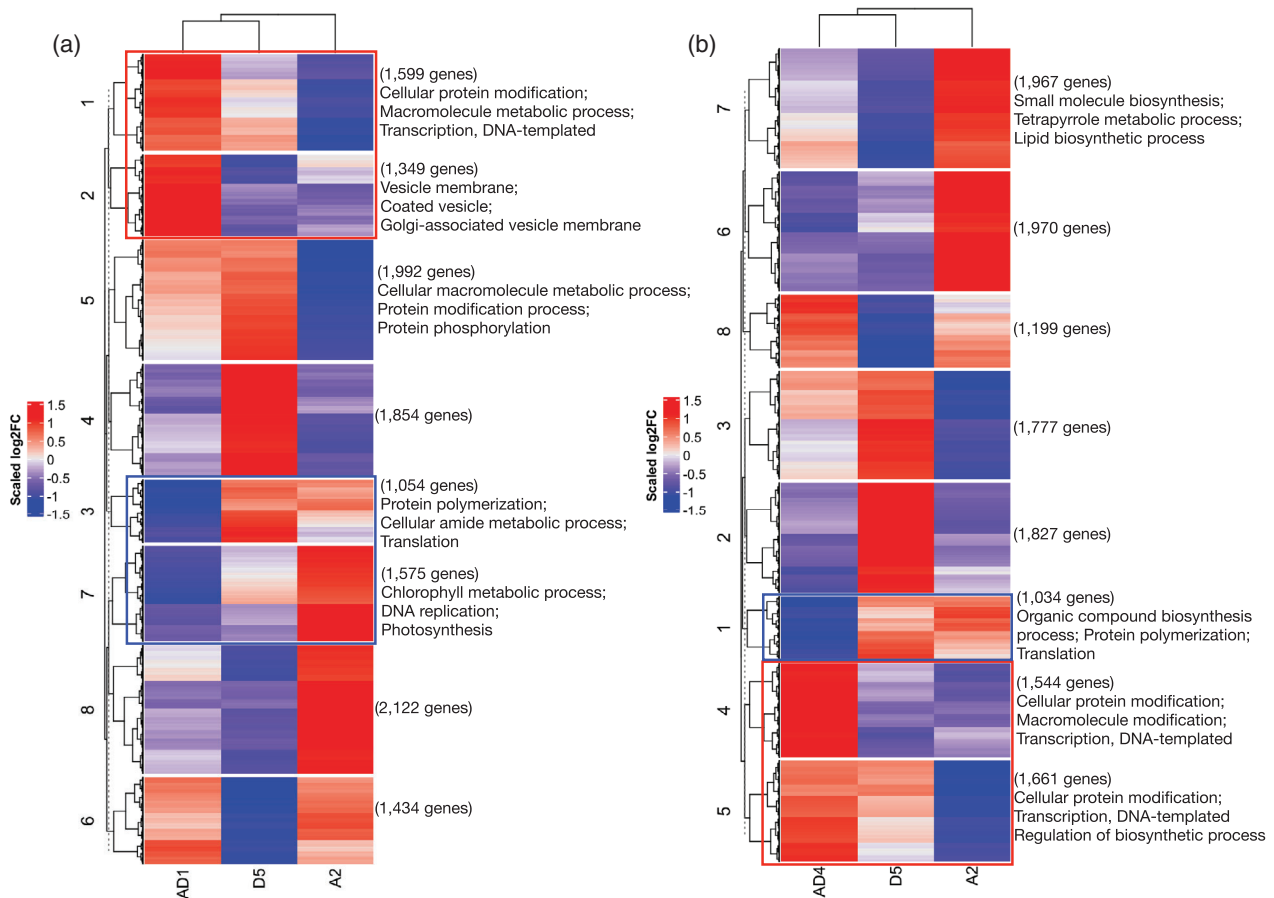 (a)
1
(1,599 genes)
Cellular protein modification;
Macromolecule metabolic process;
Transcription, DNA-templated
2
(1,349 genes)
Vesicle membrane;
Coated vesicle;
Golgi-associated vesicle membrane
5
(1,992 genes)
Cellular macromolecule metabolic process;
Protein modification process;
Protein phosphorylation
4
(1,854 genes)
3
(1,054 genes)
Protein polymerization;
Cellular amide metabolic process;
Translation
7
(1,575 genes)
Chlorophyll metabolic process;
DNA replication;
Photosynthesis
8
(2,122 genes)
6
(1,434 genes)
AD1
D5
A2
Scaled log2FC
1.5
1
0.5
0
-0.5
-1
-1.5
(b)
7
(1,967 genes)
Small molecule biosynthesis;
Tetrapyrrole metabolic process;
Lipid biosynthetic process
6
(1,970 genes)
8
(1,199 genes)
3
(1,777 genes)
2
(1,827 genes)
1
(1,034 genes)
Organic compound biosynthesis
process; Protein polymerization;
Translation
4
(1,544 genes)
Cellular protein modification;
Macromolecule modification;
Transcription, DNA-templated
5
(1,661 genes)
Cellular protein modification;
Transcription, DNA-templated
Regulation of biosynthetic process
AD4
D5
A2
Scaled log2FC
1.5
1
0.5
0
-0.5
-1
-1.5